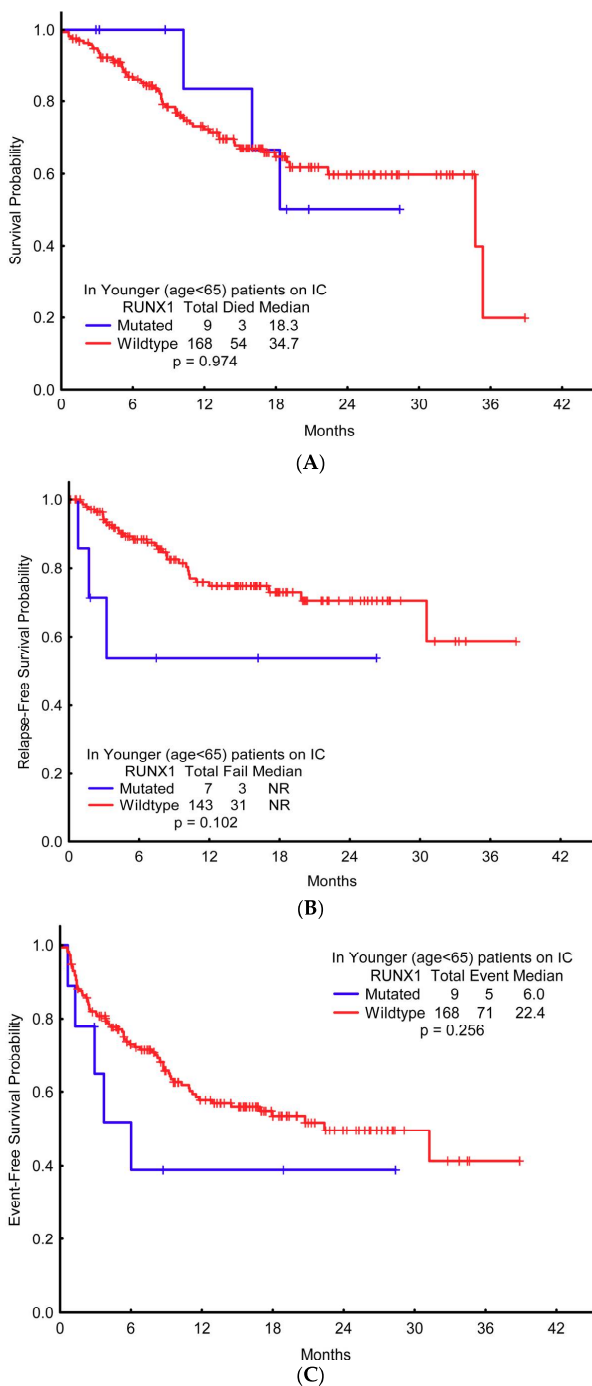 1.0
0.8
0.6
0.4
0.2
0.0
Survival Probability
In Younger (age<65) patients on IC
RUNX1 Total Died Median
Mutated 9 3 18.3
Wildtype 168 54 34.7
p = 0.974
0 6 12 18 24 30 36 42
Months
(A)
1.0
0.8
0.6
0.4
0.2
0.0
Relapse-Free Survival Probability
In Younger (age<65) patients on IC
RUNX1 Total Fail Median
Mutated 7 3 NR
Wildtype 143 31 NR
p = 0.102
0 6 12 18 24 30 36 42
Months
(B)
1.0
0.8
0.6
0.4
0.2
0.0
Event-Free Survival Probability
In Younger (age<65) patients on IC
RUNX1 Total Event Median
Mutated 9 5 6.0
Wildtype 168 71 22.4
p = 0.256
0 6 12 18 24 30 36 42
Months
(C)